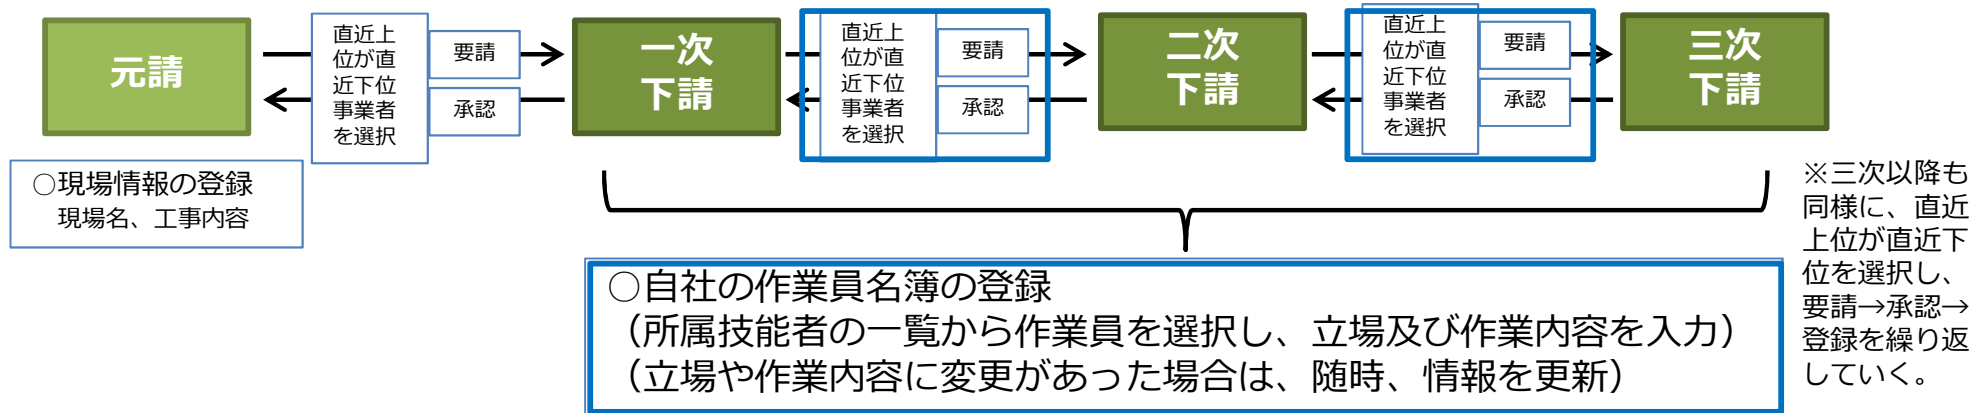 元請
直近上
位が直
近下位
事業者
を選択
要請
承認
一次
下請
直近上
位が直
近下位
事業者
を選択
要請
承認
二次
下請
直近上
位が直
近下位
事業者
を選択
要請
承認
三次
下請
○現場情報の登録
現場名、工事内容
○自社の作業員名簿の登録
（所属技能者の一覧から作業員を選択し、立場及び作業内容を入力）
（立場や作業内容に変更があった場合は、随時、情報を更新）
※三次以降も
同様に、直近
上位が直近下
位を選択し、
要請→承認→
登録を繰り返
していく。